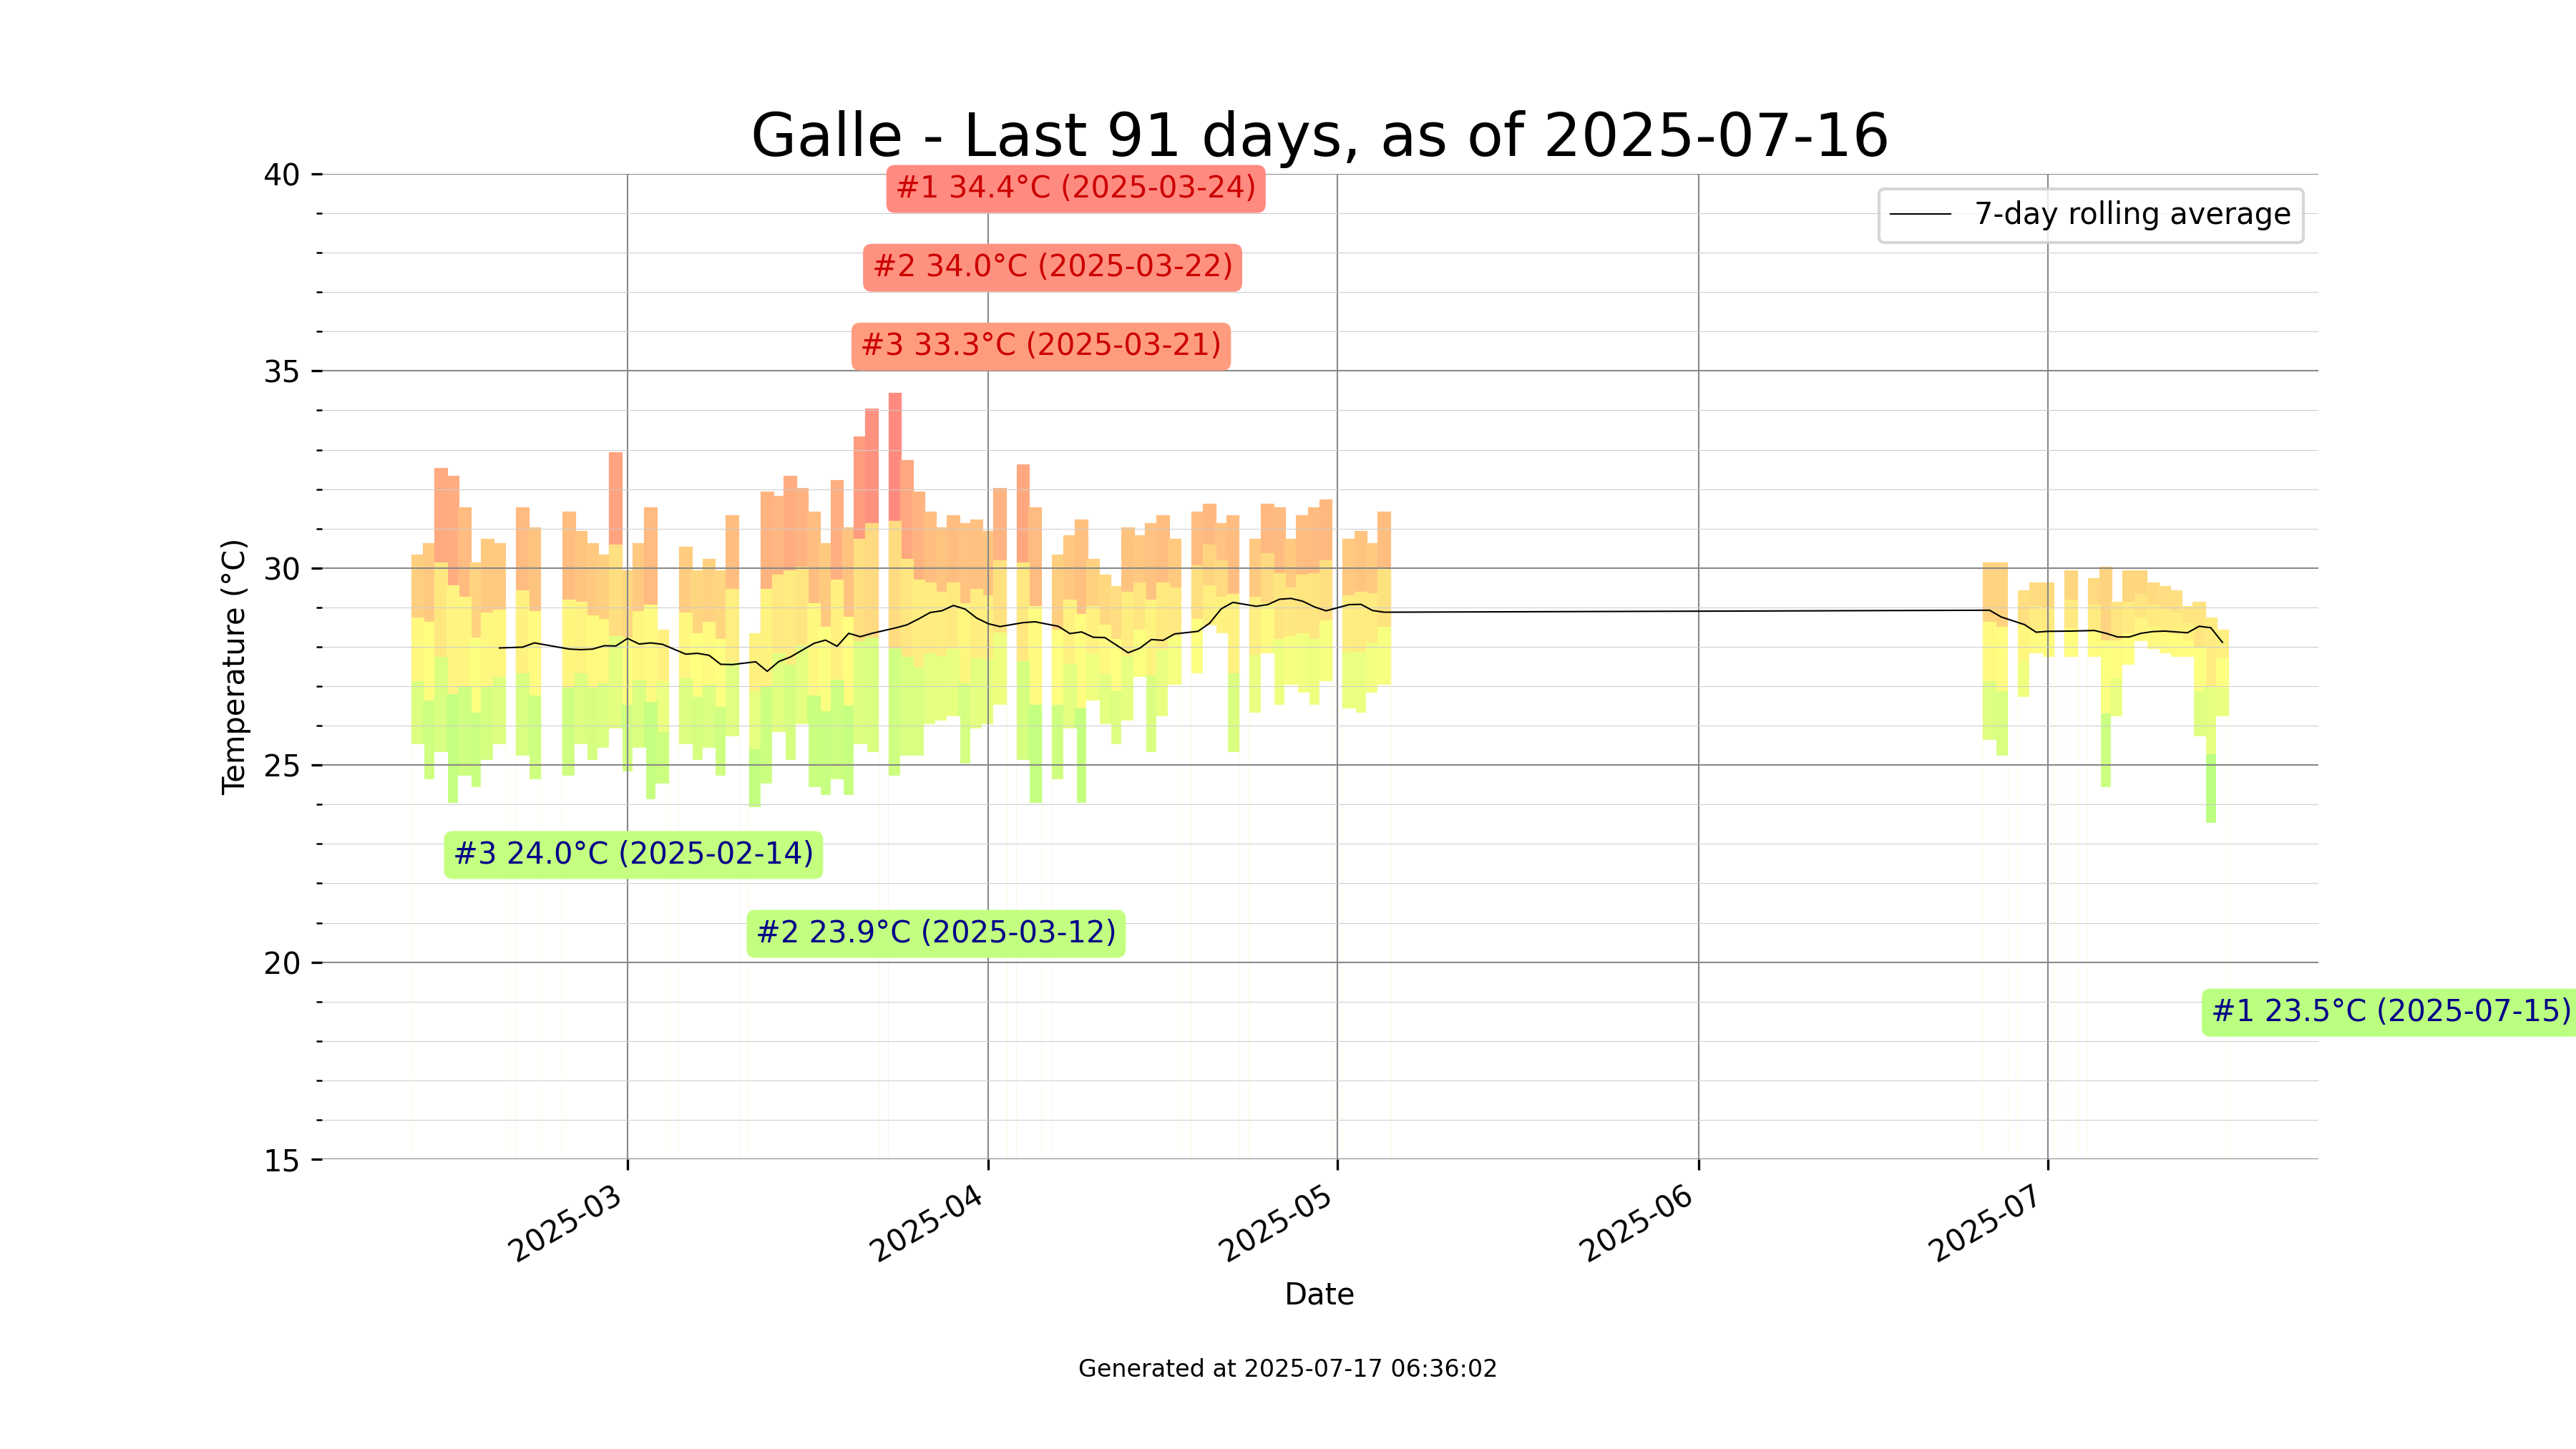 Galle - Last 91 days, as of 2025-07-16
40
#1 34.4°C (2025-03-24)
7-day rolling average
#2 34.0°C (2025-03-22)
#3 33.3°C (2025-03-21)
35
30
Temperature (°C)
25
#3 24.0°C (2025-02-14)
#2 23.9°C (2025-03-12)
20
#1 23.5°C (2025-07-15)
15
2025-03
2025-04
2025-05
2025-06
2025-07
Date
Generated at 2025-07-17 06:36:02